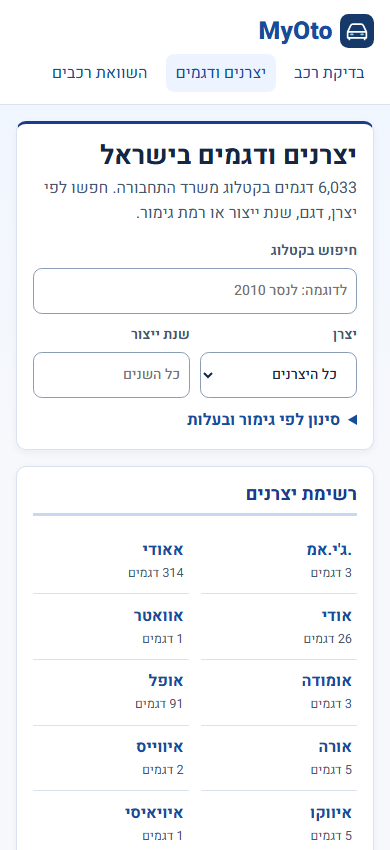 MyOto
בדיקת רכב
יצרנים ודגמים
השוואת רכבים
יצרנים ודגמים בישראל
6,033 דגמים בקטלוג משרד התחבורה. חפשו לפי
יצרן, דגם, שנת ייצור או רמת גימור.
חיפוש בקטלוג
לדוגמה: לנסר 2010
יצרן
שנת ייצור
כל היצרנים
כל השנים
סינון לפי גימור ובעלות
רשימת יצרנים
ג'י.אמ.
3 דגמים
אאודי
314 דגמים
אודי
26 דגמים
אוואטר
1 דגמים
אומודה
3 דגמים
אופל
91 דגמים
אורה
5 דגמים
איווייס
2 דגמים
איווקו
5 דגמים
איויאיסי
1 דגמים